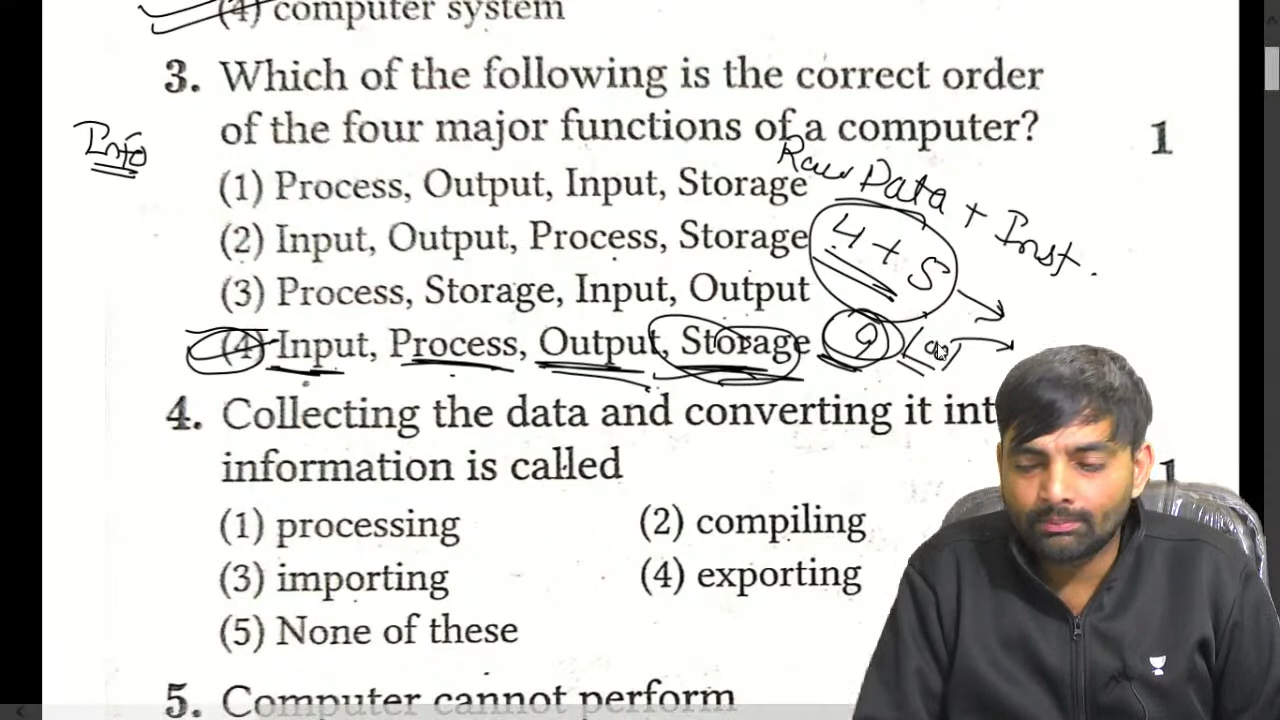 (4) computer system
3. Which of the following is the correct order
of the four major functions of a computer?
1
Info
Raw Data + Inst.
(1) Process, Output, Input, Storage
(2) Input, Output, Process, Storage
4 + 5
(3) Process, Storage, Input, Output
(4) Input, Process, Output, Storage
9
4. Collecting the data and converting it int
information is called
1
(1) processing (2) compiling
(3) importing (4) exporting
(5) None of these
5. Computer cannot perform